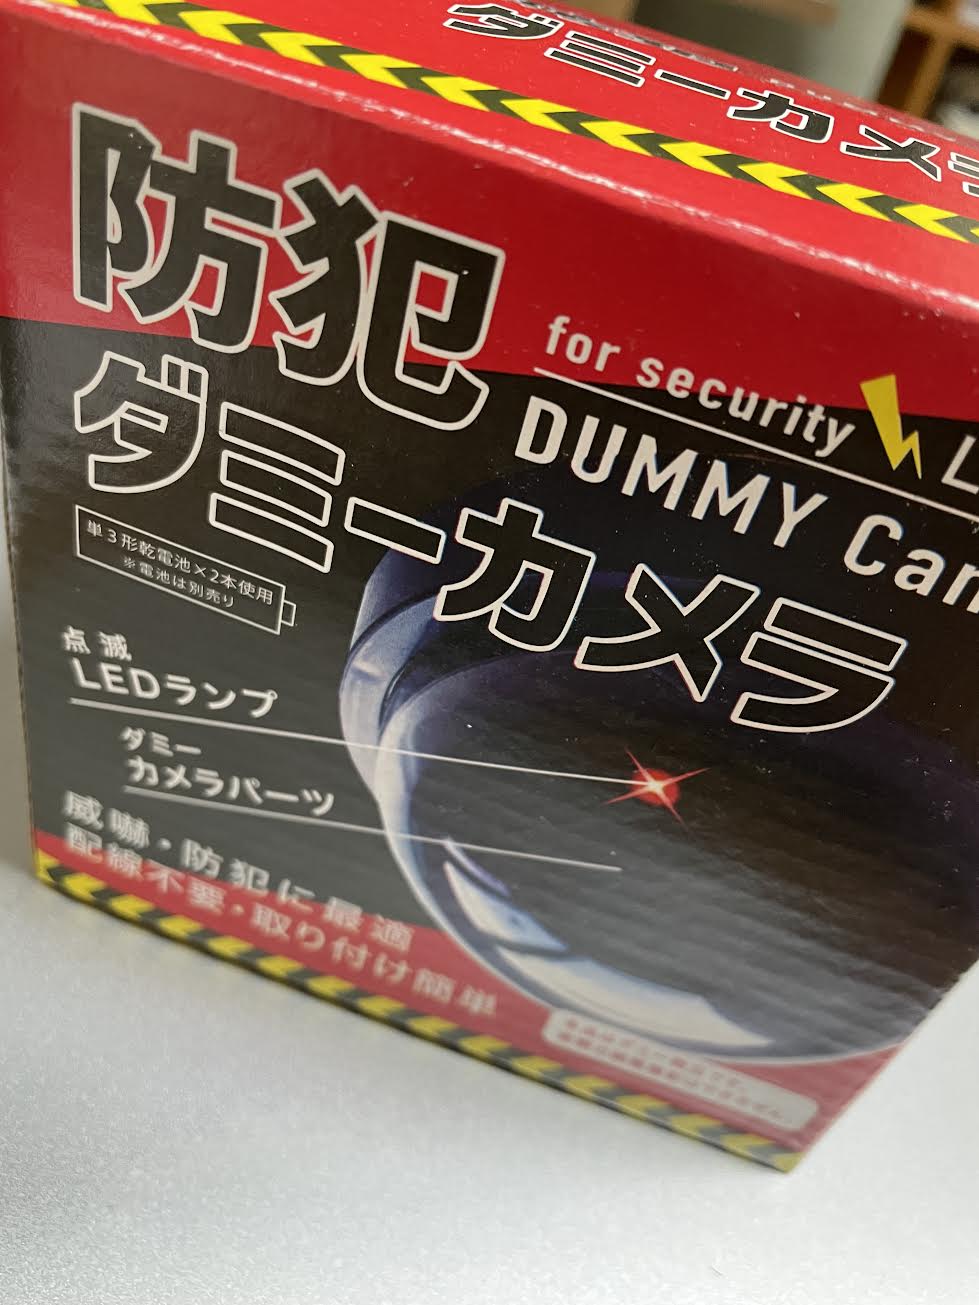 ダミーカメラ
防犯
ダミーカメラ
for security
DUMMY
単3形乾電池×2本使用
※電池は別売り
点滅
LEDランプ
ダミー
カメラパーツ
威嚇・防犯に最適
配線不要・取り付け簡単